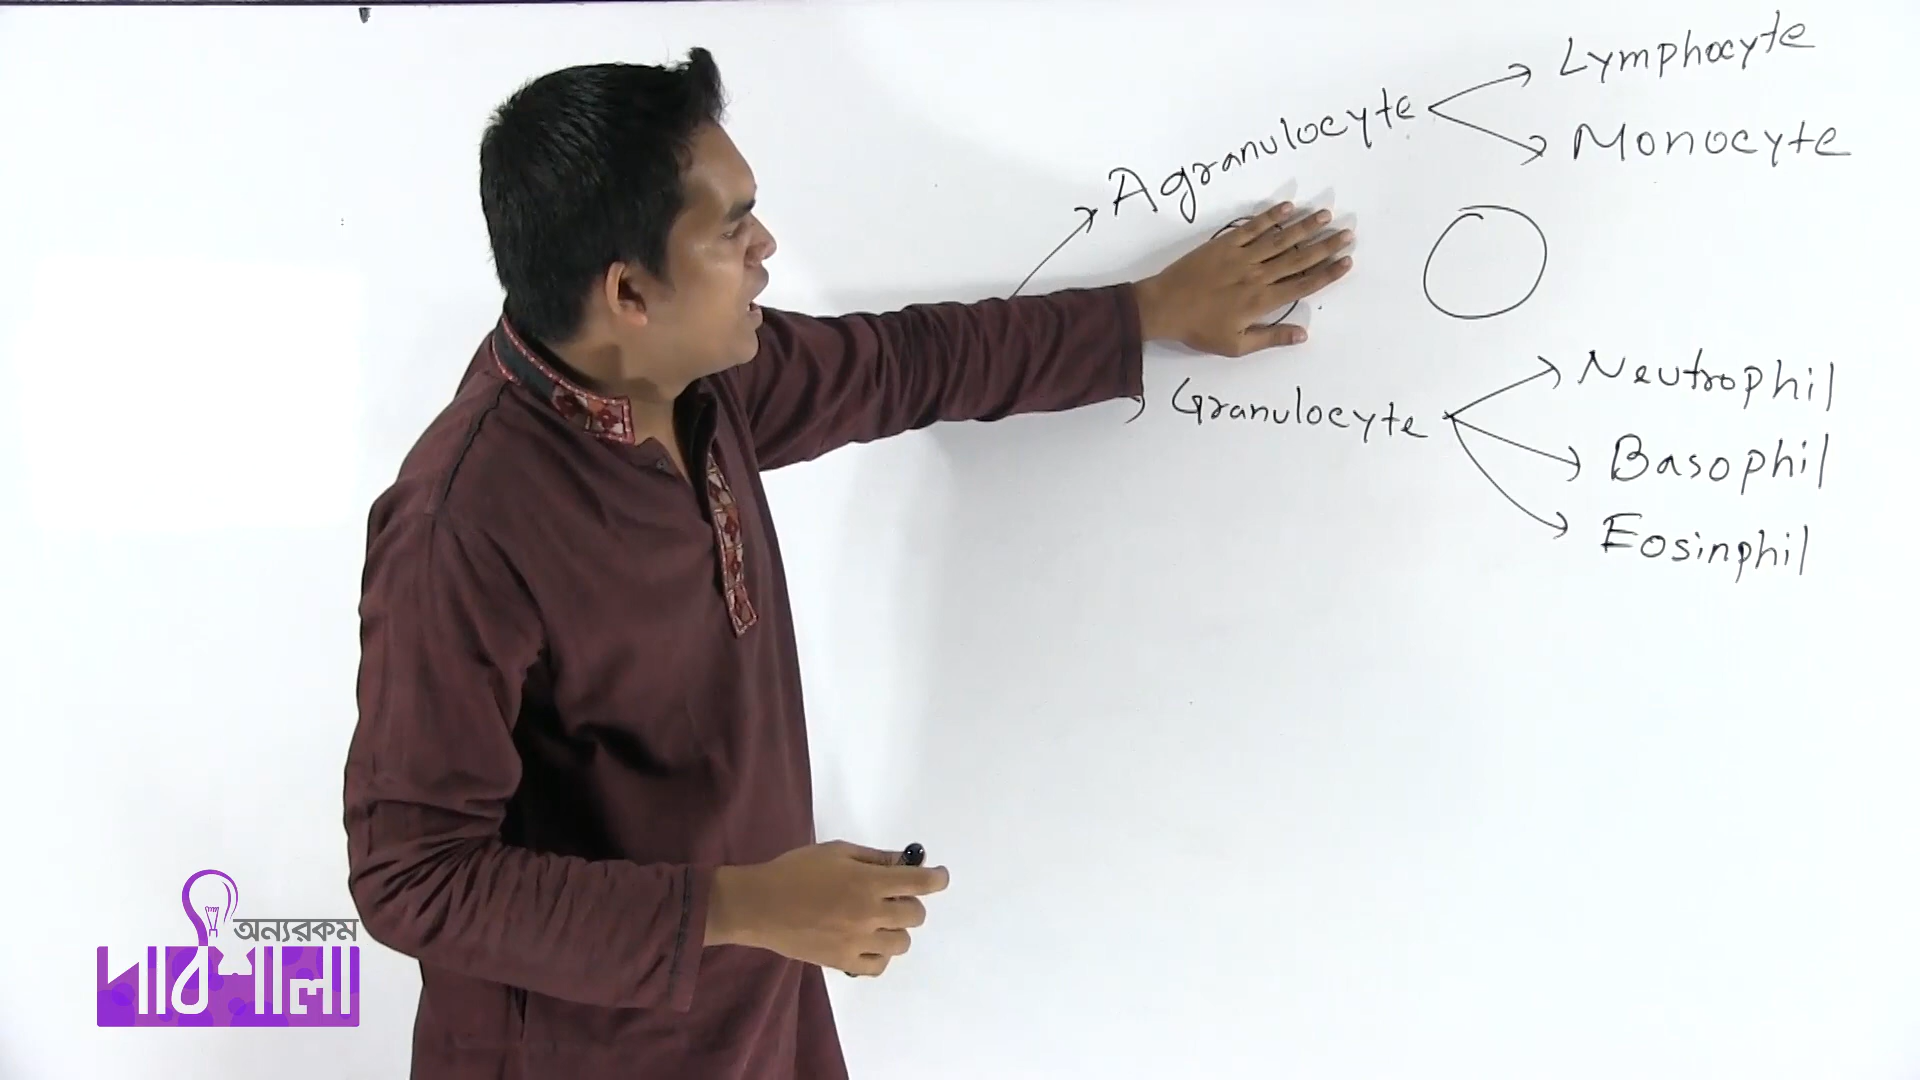 Lymphocyte
Agranulocyte
Monocyte
Neutrophil
Granulocyte
Basophil
Eosinphil
অন্যরকম
পাঠশালা